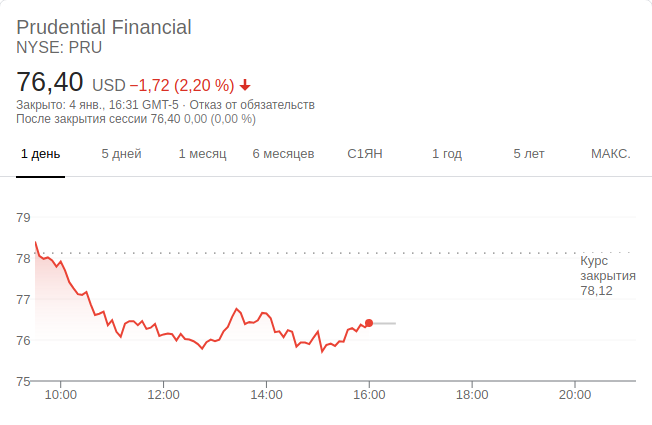 Prudential Financial
NYSE: PRU
76,40 USD −1,72 (2,20 %)
Закрыто: 4 янв., 16:31 GMT-5 · Отказ от обязательств
После закрытия сессии 76,40 0,00 (0,00 %)
1 день 5 дней 1 месяц 6 месяцев С1ЯН 1 год 5 лет МАКС.
79
78
77
76
75
Курс
закрытия
78,12
10:00 12:00 14:00 16:00 18:00 20:00